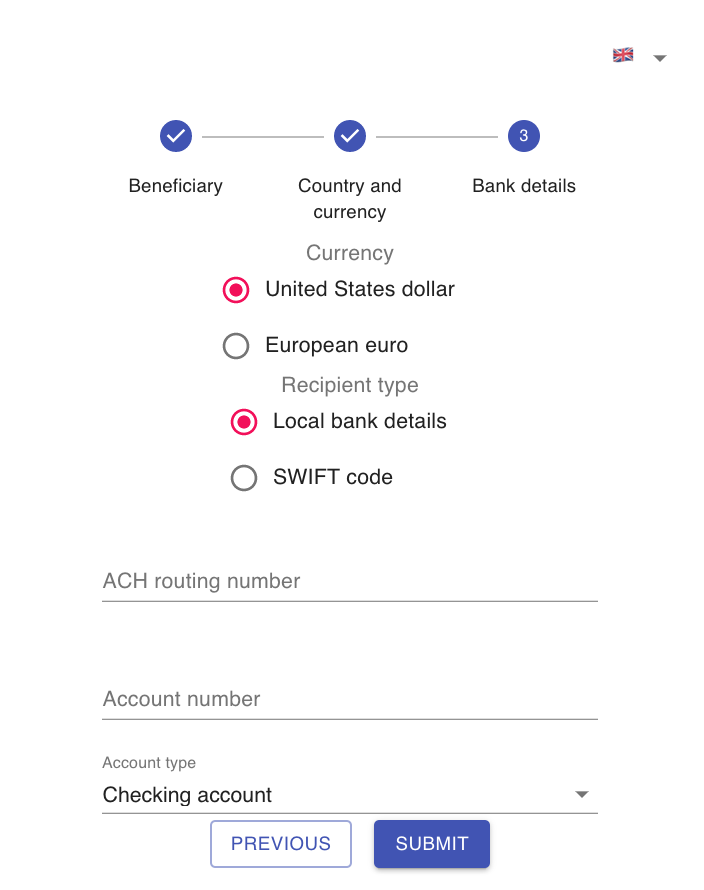 3
Beneficiary
Country and
currency
Bank details
Currency
United States dollar
European euro
Recipient type
Local bank details
SWIFT code
ACH routing number
Account number
Account type
Checking account
PREVIOUS
SUBMIT